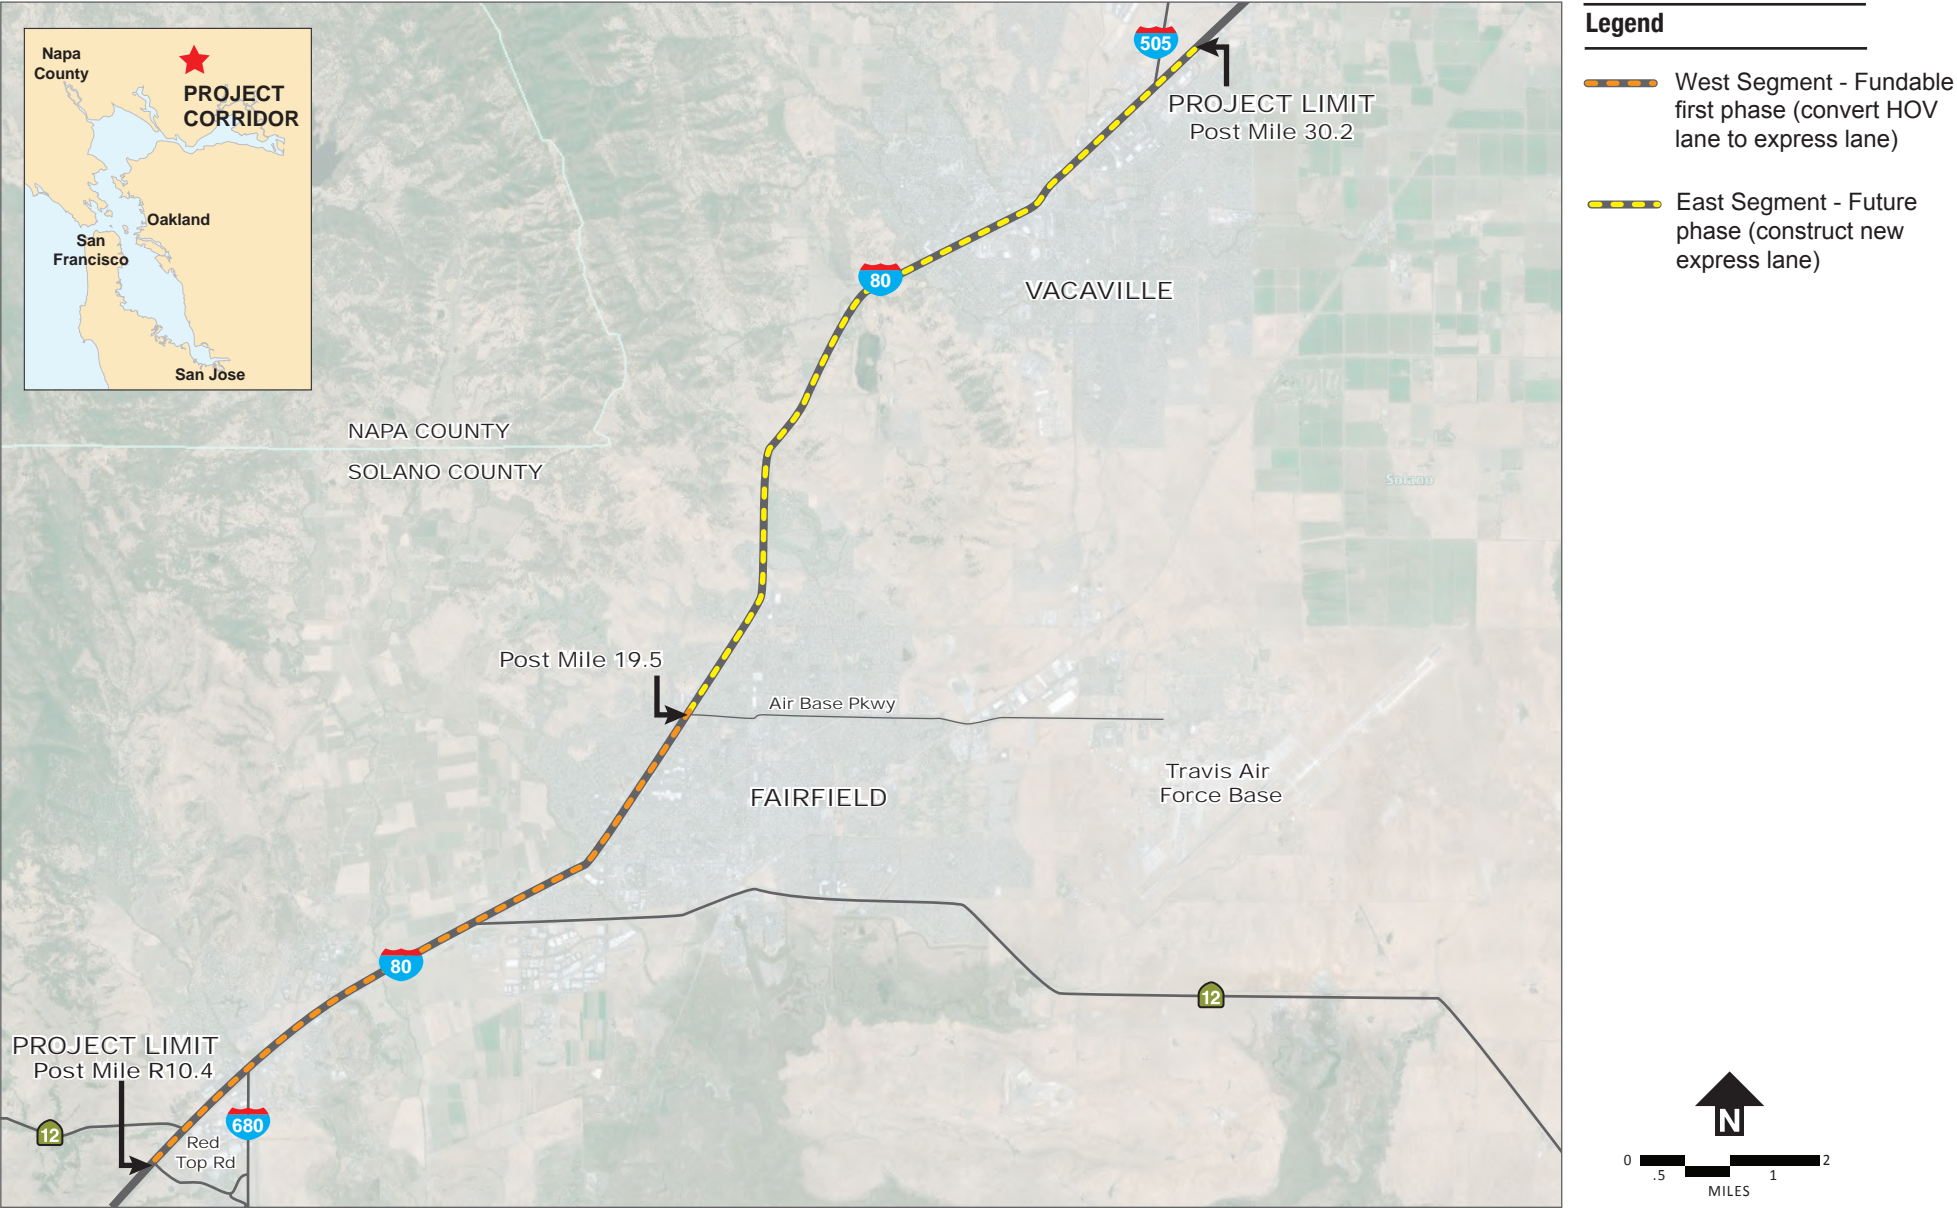 Napa
County
PROJECT
CORRIDOR
Oakland
San
Francisco
San Jose
505
PROJECT LIMIT
Post Mile 30.2
80
VACAVILLE
NAPA COUNTY
SOLANO COUNTY
Solano
Post Mile 19.5
Air Base Pkwy
Travis Air
Force Base
FAIRFIELD
80
12
PROJECT LIMIT
Post Mile R10.4
680
12
Red
Top Rd
Legend
West Segment - Fundable
first phase (convert HOV
lane to express lane)
East Segment - Future
phase (construct new
express lane)
N
0 2
.5 1
MILES